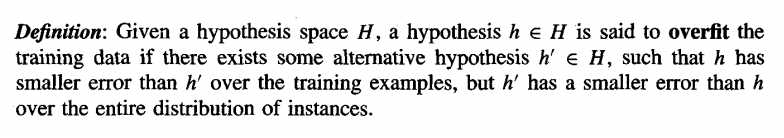 Definition: Given a hypothesis space H, a hypothesis h ∈ H is said to overfit the
training data if there exists some alternative hypothesis h' ∈ H, such that h has
smaller error than h' over the training examples, but h' has a smaller error than h
over the entire distribution of instances.